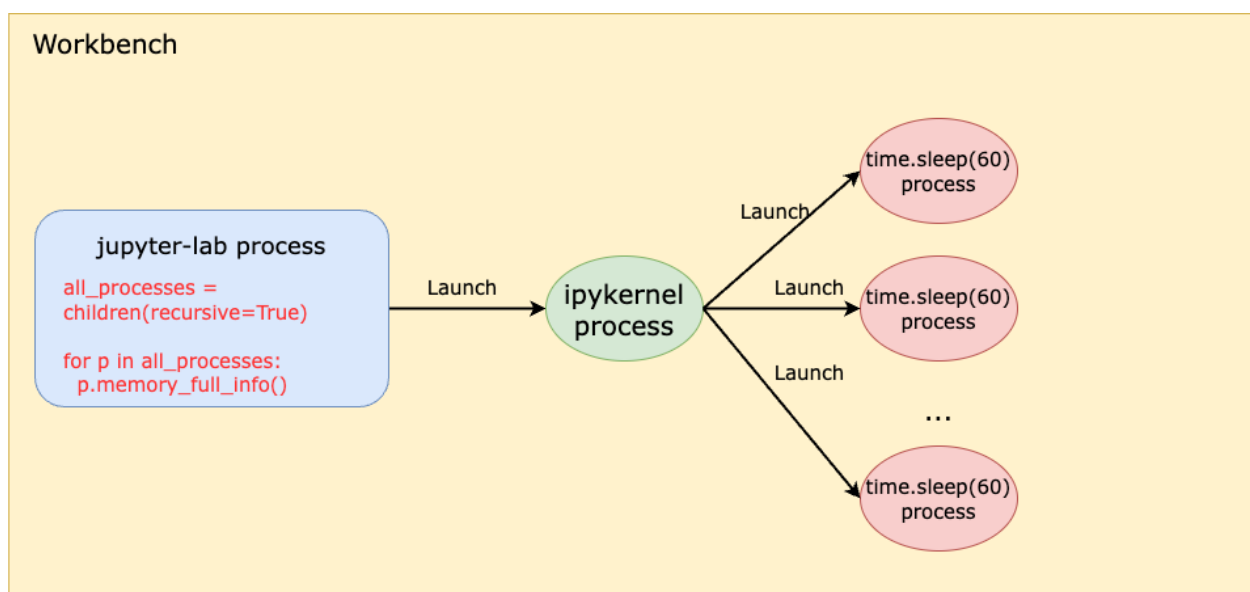 Workbench
jupyter-lab process
all_processes =
children(recursive=True)
for p in all_processes:
p.memory_full_info()
Launch
ipykernel
process
Launch
time.sleep(60)
process
Launch
time.sleep(60)
process
Launch
...
time.sleep(60)
process